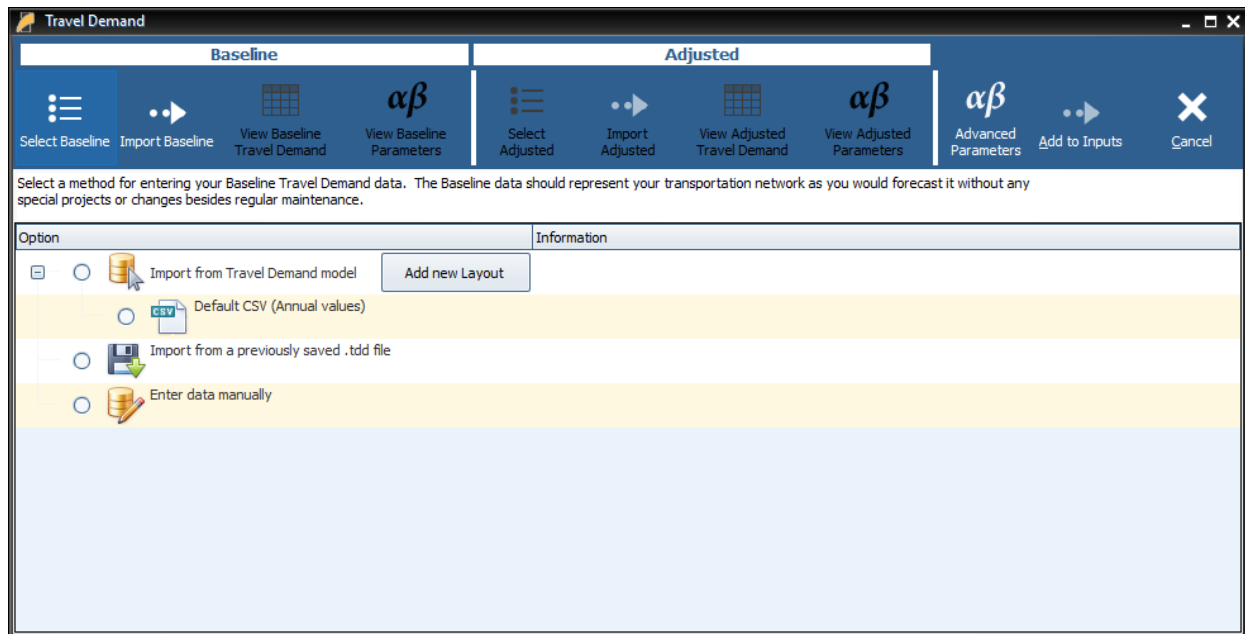 Travel Demand
Baseline
Adjusted
Select Baseline
Import Baseline
View Baseline
Travel Demand
View Baseline
Parameters
Select
Adjusted
Import
Adjusted
View Adjusted
Travel Demand
View Adjusted
Parameters
Advanced
Parameters
Add to Inputs
Cancel
αβ
αβ
αβ
Select a method for entering your Baseline Travel Demand data.  The Baseline data should represent your transportation network as you would forecast it without any
special projects or changes besides regular maintenance.
Option
Information
Import from Travel Demand model
Add new Layout
CSV
Default CSV (Annual values)
Import from a previously saved .tdd file
Enter data manually